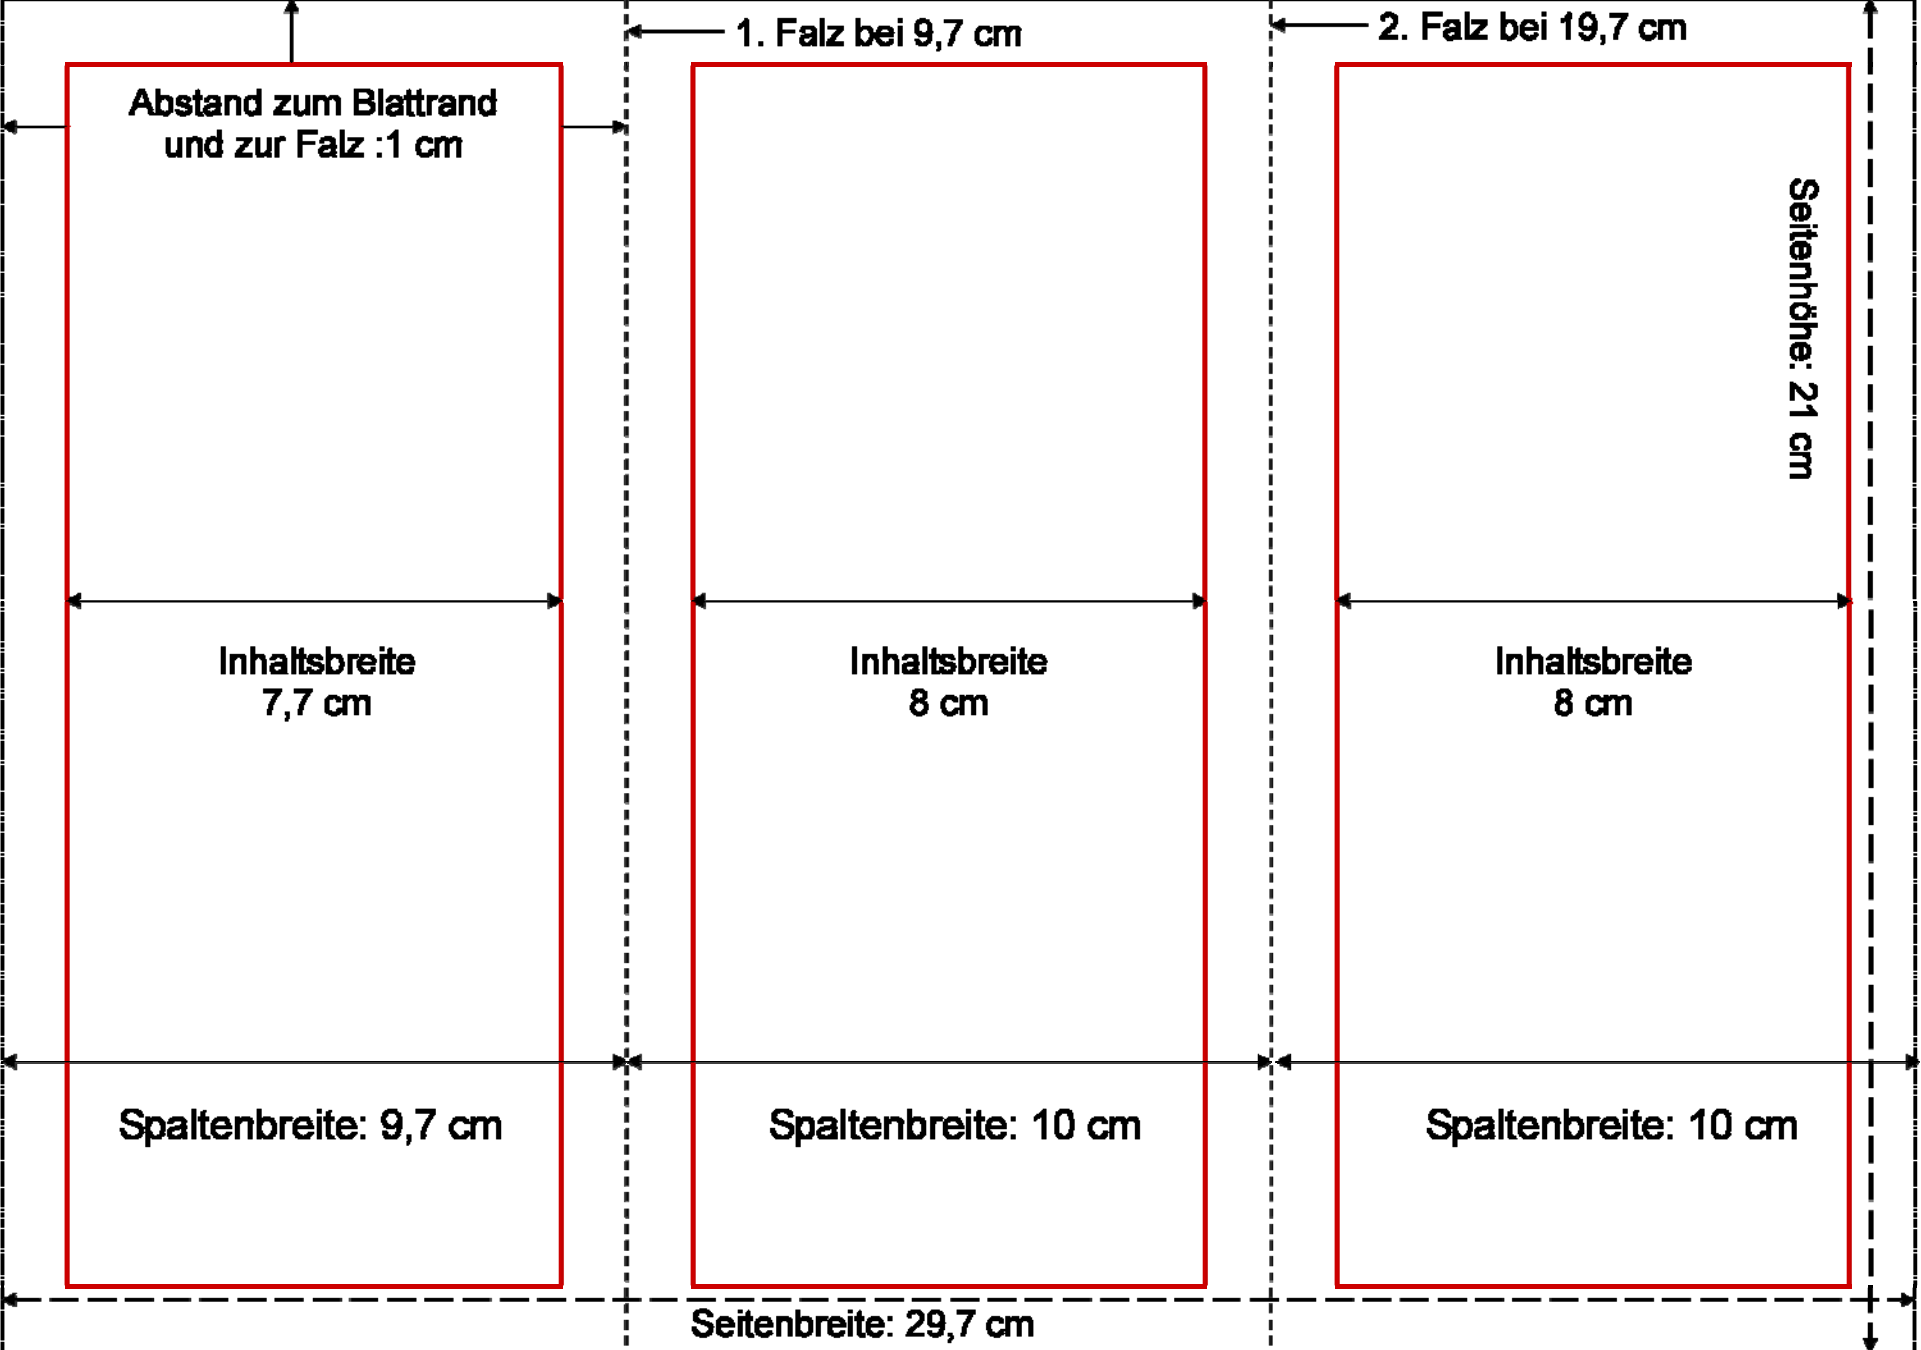 1. Falz bei 9,7 cm
2. Falz bei 19,7 cm
Abstand zum Blattrand
und zur Falz :1 cm
Seitenhöhe: 21 cm
Inhaltsbreite
7,7 cm
Inhaltsbreite
8 cm
Inhaltsbreite
8 cm
Spaltenbreite: 9,7 cm
Spaltenbreite: 10 cm
Spaltenbreite: 10 cm
Seitenbreite: 29,7 cm